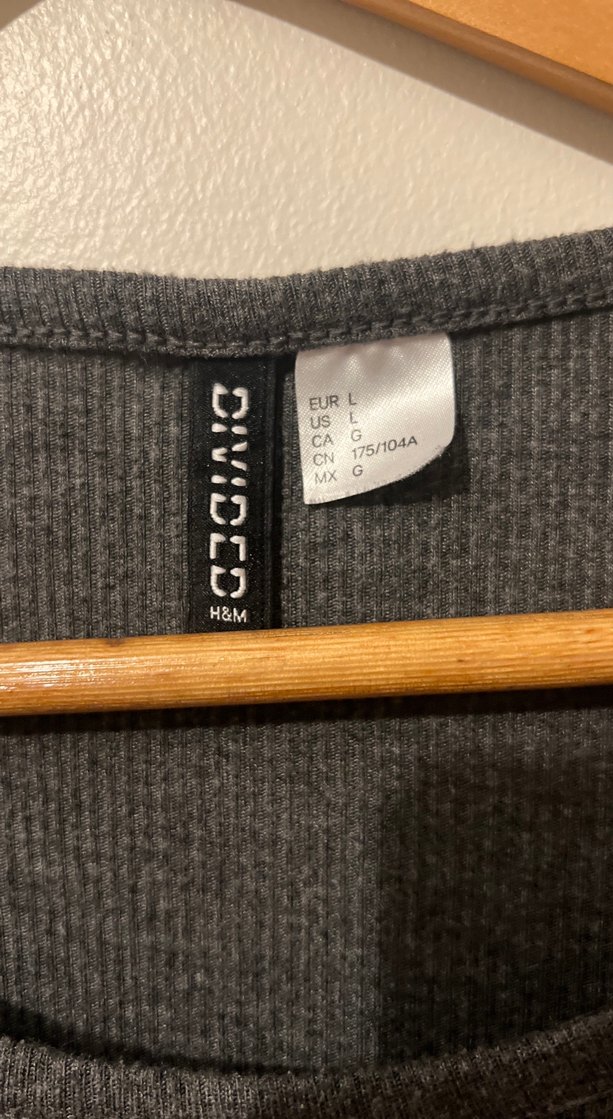 DIVIDED
H&M
EUR L
US L
CA G
CN 175/104A
MX G